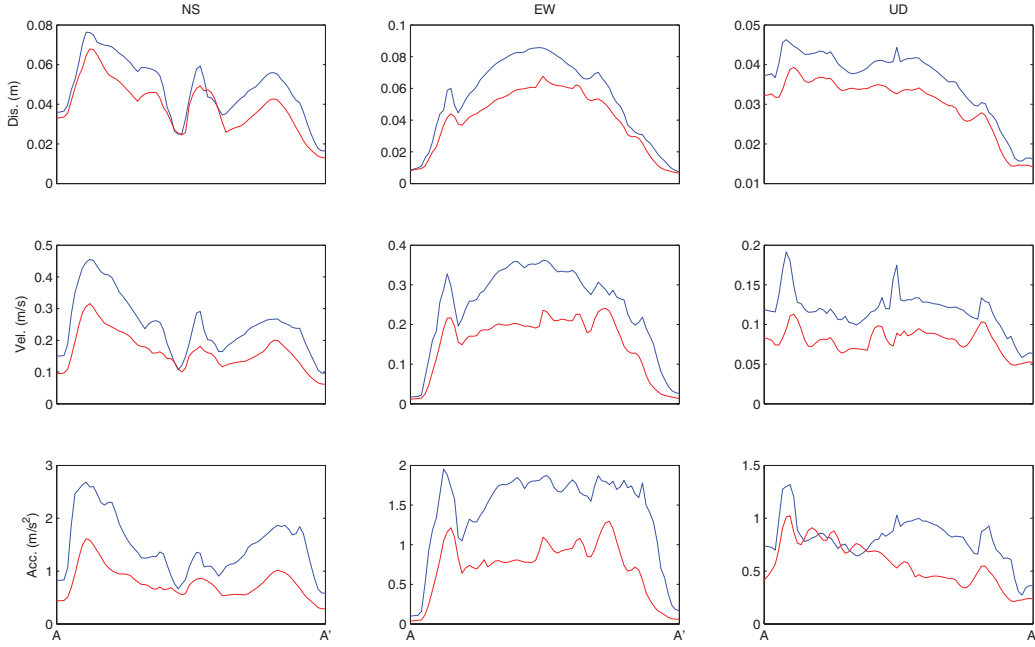 NS EW UD
Dis. (m)
0.08 0.06 0.04 0.02 0
0.1 0.08 0.06 0.04 0.02 0
0.05 0.04 0.03 0.02 0.01
Vel. (m/s)
0.5 0.4 0.3 0.2 0.1 0
0.4 0.3 0.2 0.1 0
0.2 0.15 0.1 0.05 0
Acc. (m/s²)
3 2 1 0
2 1.5 1 0.5 0
1.5 1 0.5 0
A A' A A' A A